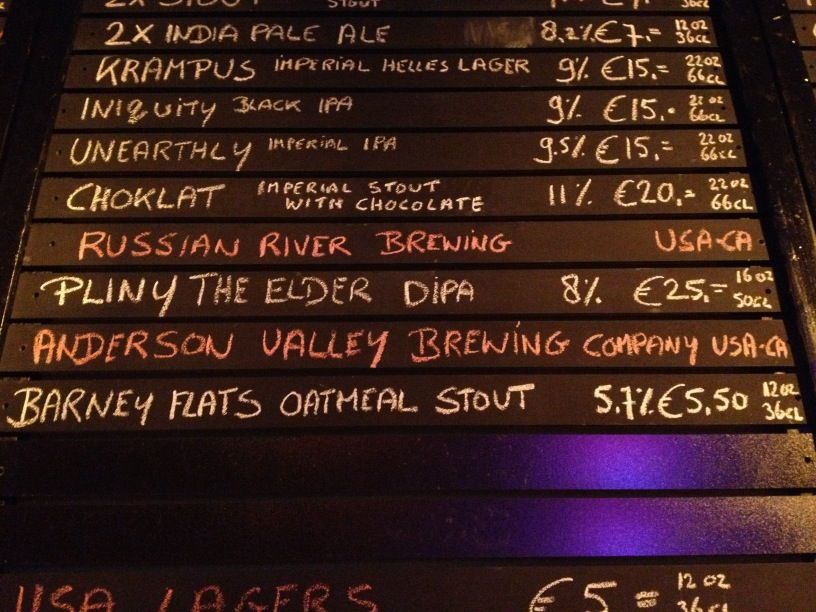 2X STOUT STOUT
2X INDIA PALE ALE 8,2% €7,= 12 OZ 36CL
KRAMPUS IMPERIAL HELLES LAGER 9% €15,= 22 OZ 66CL
INIQUITY BLACK IPA 9% €15,- 22 OZ 66CL
UNEARTHLY IMPERIAL IPA 9.5% €15,= 22 OZ 66CL
CHOKLAT IMPERIAL STOUT WITH CHOCOLATE 11% €20,= 22 OZ 66CL
RUSSIAN RIVER BREWING USA-CA
PLINY THE ELDER DIPA 8% €25,= 16 OZ 50CL
ANDERSON VALLEY BREWING COMPANY USA-CA
BARNEY FLATS OATMEAL STOUT 5,7% €5,50 12 OZ 36CL
USA LAGERS €5 = 12 OZ 36CL